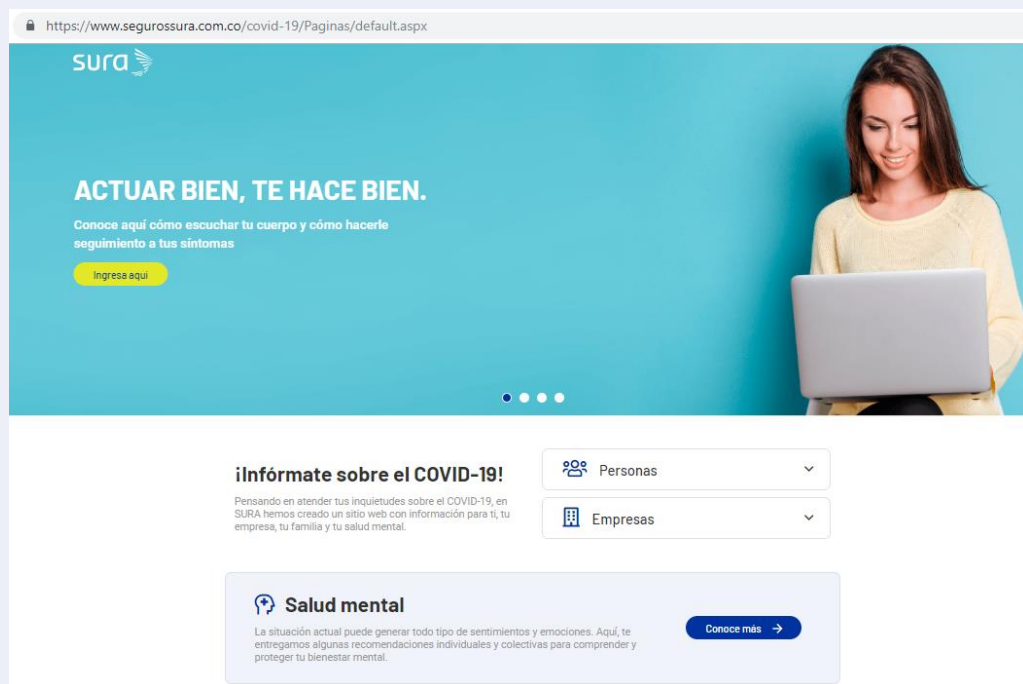 https://www.segurossura.com.co/covid-19/Paginas/default.aspx
sura
ACTUAR BIEN, TE HACE BIEN.
Conoce aquí cómo escuchar tu cuerpo y cómo hacerle
seguimiento a tus síntomas
Ingresa aqui
¡Infórmate sobre el COVID-19!
Pensando en atender tus inquietudes sobre el COVID-19, en
SURA hemos creado un sitio web con información para ti, tu
empresa, tu familia y tu salud mental.
Personas
Empresas
Salud mental
La situación actual puede generar todo tipo de sentimientos y emociones. Aquí, te
entregamos algunas recomendaciones individuales y colectivas para comprender y
proteger tu bienestar mental.
Conoce más